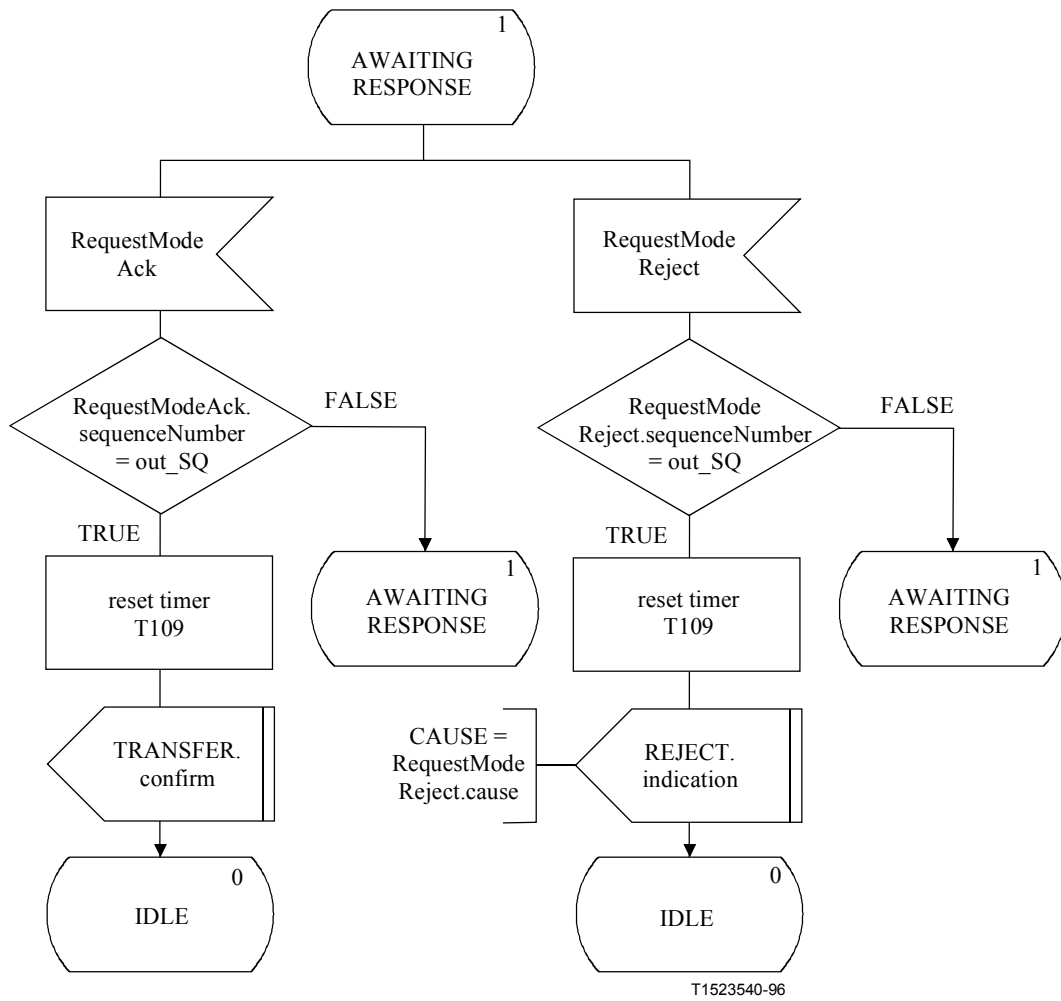 1
AWAITING
RESPONSE
RequestMode
Ack
RequestMode
Reject
RequestModeAck.
sequenceNumber
= out_SQ
FALSE
RequestMode
Reject.sequenceNumber
= out_SQ
FALSE
TRUE
TRUE
reset timer
T109
1
AWAITING
RESPONSE
reset timer
T109
1
AWAITING
RESPONSE
TRANSFER.
confirm
CAUSE =
RequestMode
Reject.cause
REJECT.
indication
0
IDLE
0
IDLE
T1523540-96